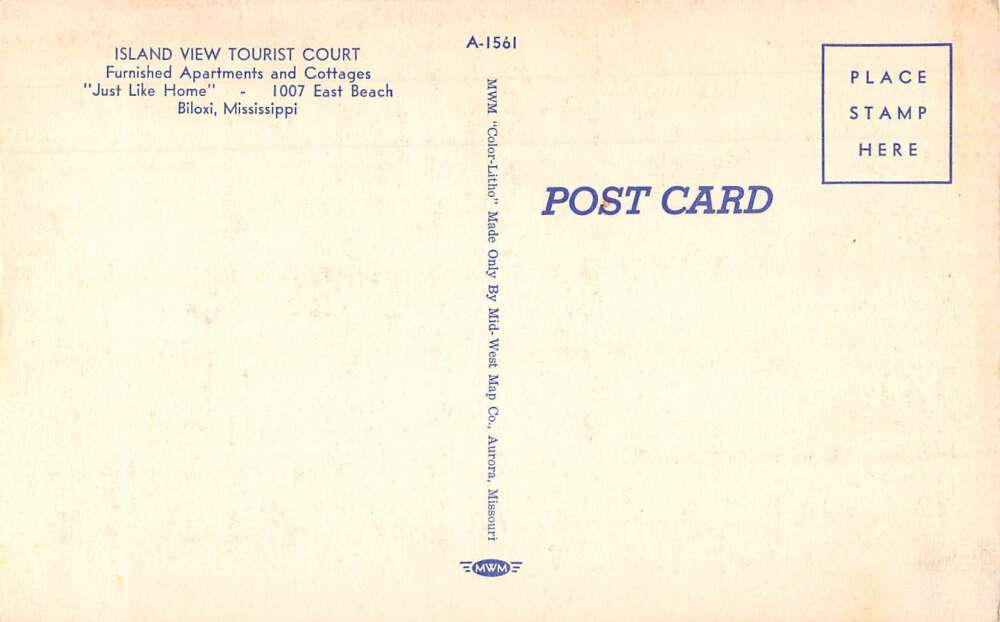 ISLAND VIEW TOURIST COURT
Furnished Apartments and Cottages
"Just Like Home" - 1007 East Beach
Biloxi, Mississippi
A-1561
MWM "Color-Litho" Made Only By Mid-West Map Co., Aurora, Missouri
MWM
POST CARD
PLACE
STAMP
HERE